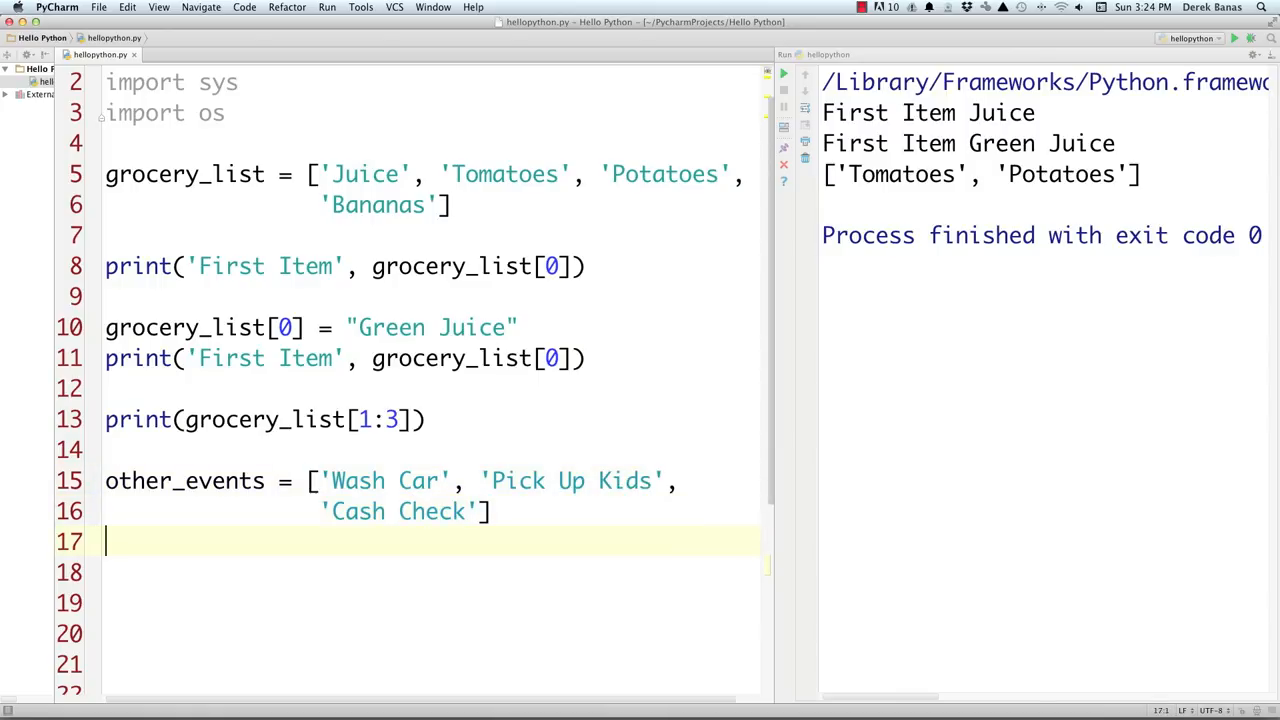 PyCharm File Edit View Navigate Code Refactor Run Tools VCS Window Help 10 Sun 3:24 PM Derek Banas
hellopython.py - Hello Python - [~/PycharmProjects/Hello Python]
Hello Python hellopython.py hellopython
hellopython.py Run hellopython
Hello P
hell
Extern
2 import sys
3 import os
4
5 grocery_list = ['Juice', 'Tomatoes', 'Potatoes',
6 'Bananas']
7
8 print('First Item', grocery_list[0])
9
10 grocery_list[0] = "Green Juice"
11 print('First Item', grocery_list[0])
12
13 print(grocery_list[1:3])
14
15 other_events = ['Wash Car', 'Pick Up Kids',
16 'Cash Check']
17
18
19
20
21
22
/Library/Frameworks/Python.framewo
First Item Juice
First Item Green Juice
['Tomatoes', 'Potatoes']
Process finished with exit code 0
17:1 LF UTF-8